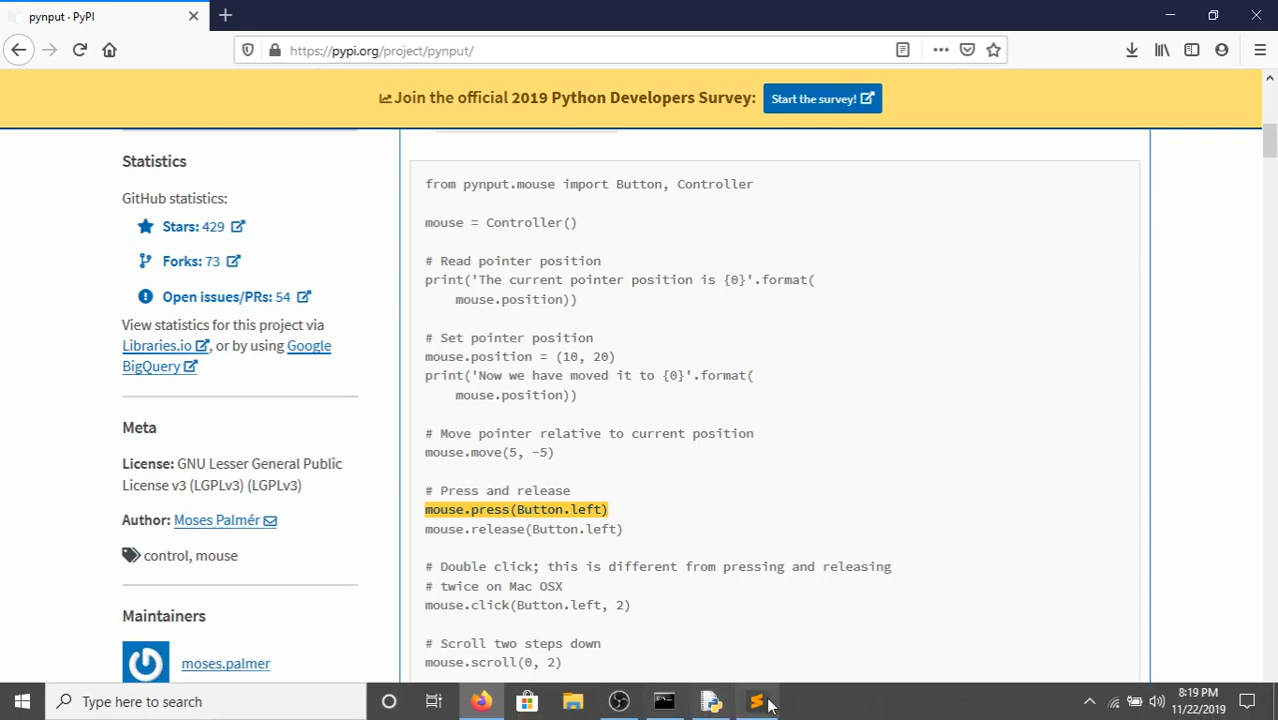 pynput · PyPI
https://pypi.org/project/pynput/
Join the official 2019 Python Developers Survey:
Start the survey!
Statistics
GitHub statistics:
Stars: 429
Forks: 73
Open issues/PRs: 54
View statistics for this project via
Libraries.io, or by using Google
BigQuery
Meta
License: GNU Lesser General Public
License v3 (LGPLv3) (LGPLv3)
Author: Moses Palmér
control, mouse
Maintainers
moses.palmer
from pynput.mouse import Button, Controller
mouse = Controller()
# Read pointer position
print('The current pointer position is {0}'.format(
mouse.position))
# Set pointer position
mouse.position = (10, 20)
print('Now we have moved it to {0}'.format(
mouse.position))
# Move pointer relative to current position
mouse.move(5, -5)
# Press and release
mouse.press(Button.left)
mouse.release(Button.left)
# Double click; this is different from pressing and releasing
# twice on Mac OSX
mouse.click(Button.left, 2)
# Scroll two steps down
mouse.scroll(0, 2)
Type here to search
8:19 PM
11/22/2019